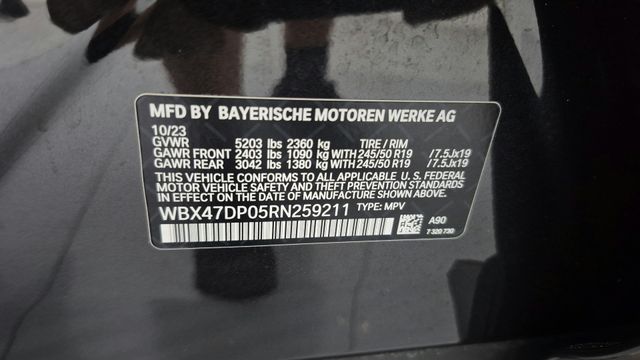 MFD BY BAYERISCHE MOTOREN WERKE AG
10/23
GVWR 5203 lbs 2360 kg TIRE / RIM
GAWR FRONT 2403 lbs 1090 kg WITH 245/50 R19 / 7.5Jx19
GAWR REAR 3042 lbs 1380 kg WITH 245/50 R19 / 7.5Jx19
THIS VEHICLE CONFORMS TO ALL APPLICABLE U. S. FEDERAL
MOTOR VEHICLE SAFETY, BUMPER AND THEFT PREVENTION STANDARDS
IN EFFECT ON THE DATE OF MANUFACTURE SHOWN ABOVE.
WBX47DP05RN259211 TYPE: MPV
A90
7 320 730